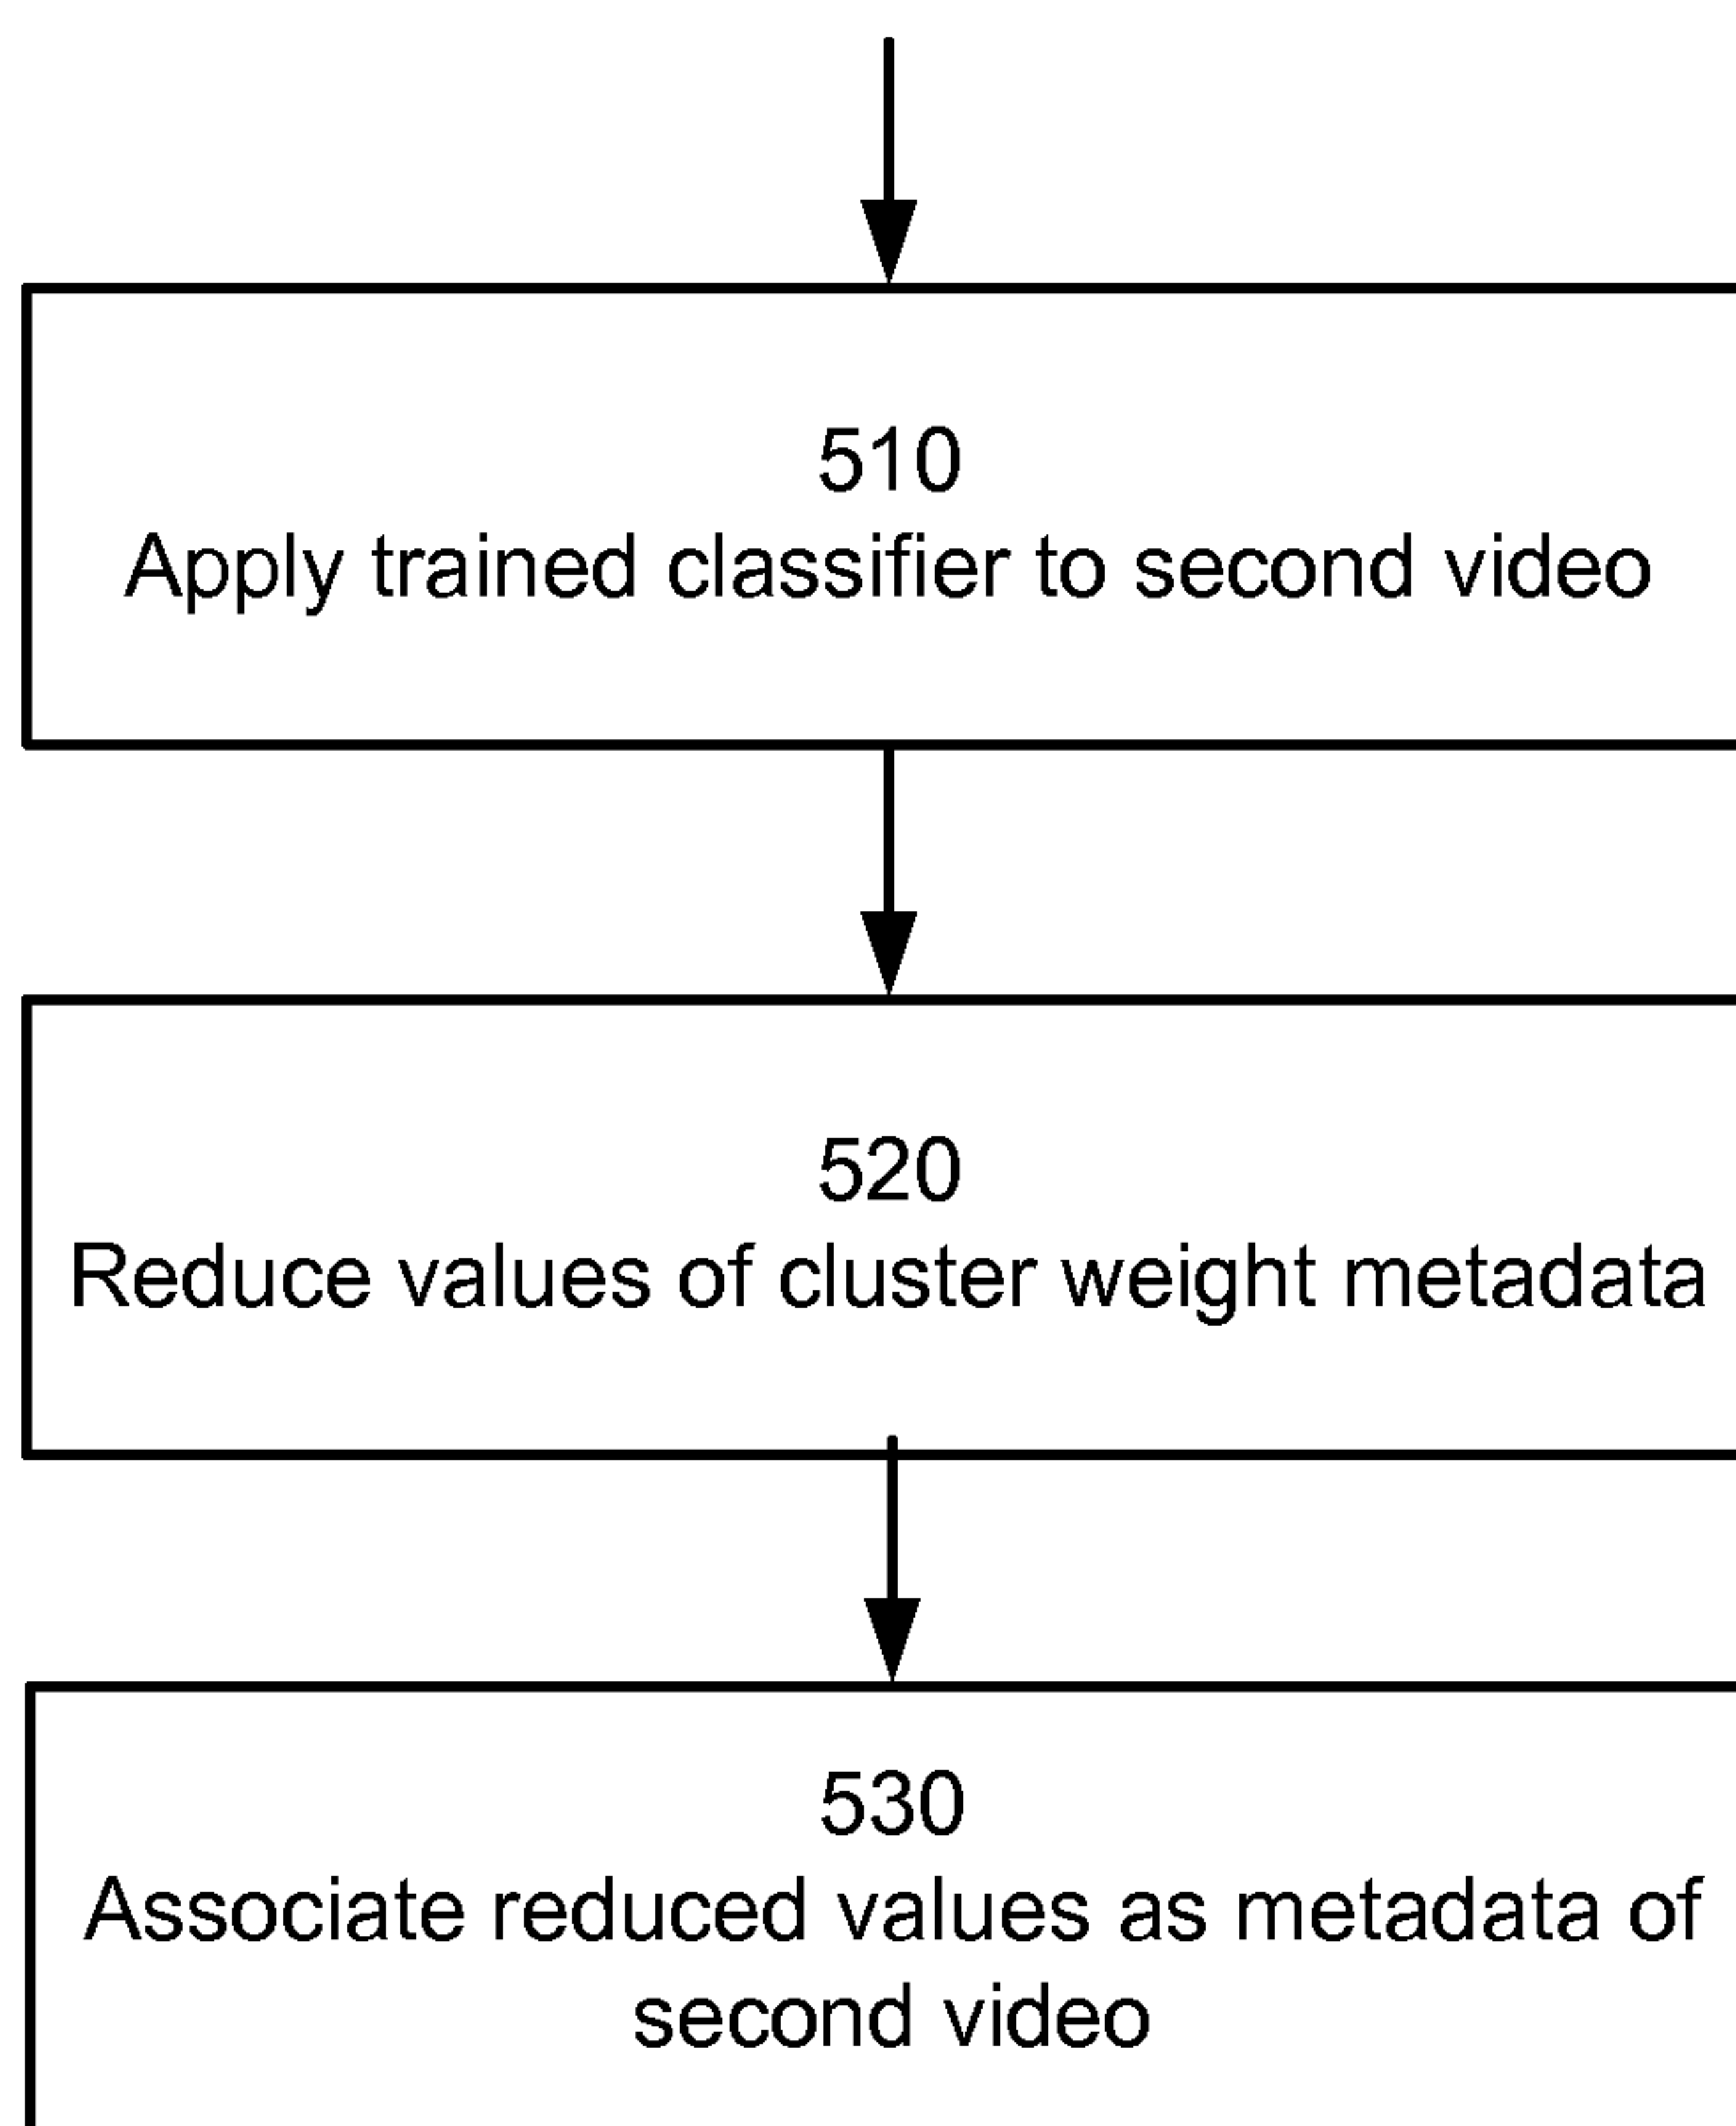 510
Apply trained classifier to second video
520
Reduce values of cluster weight metadata
530
Associate reduced values as metadata of
second video